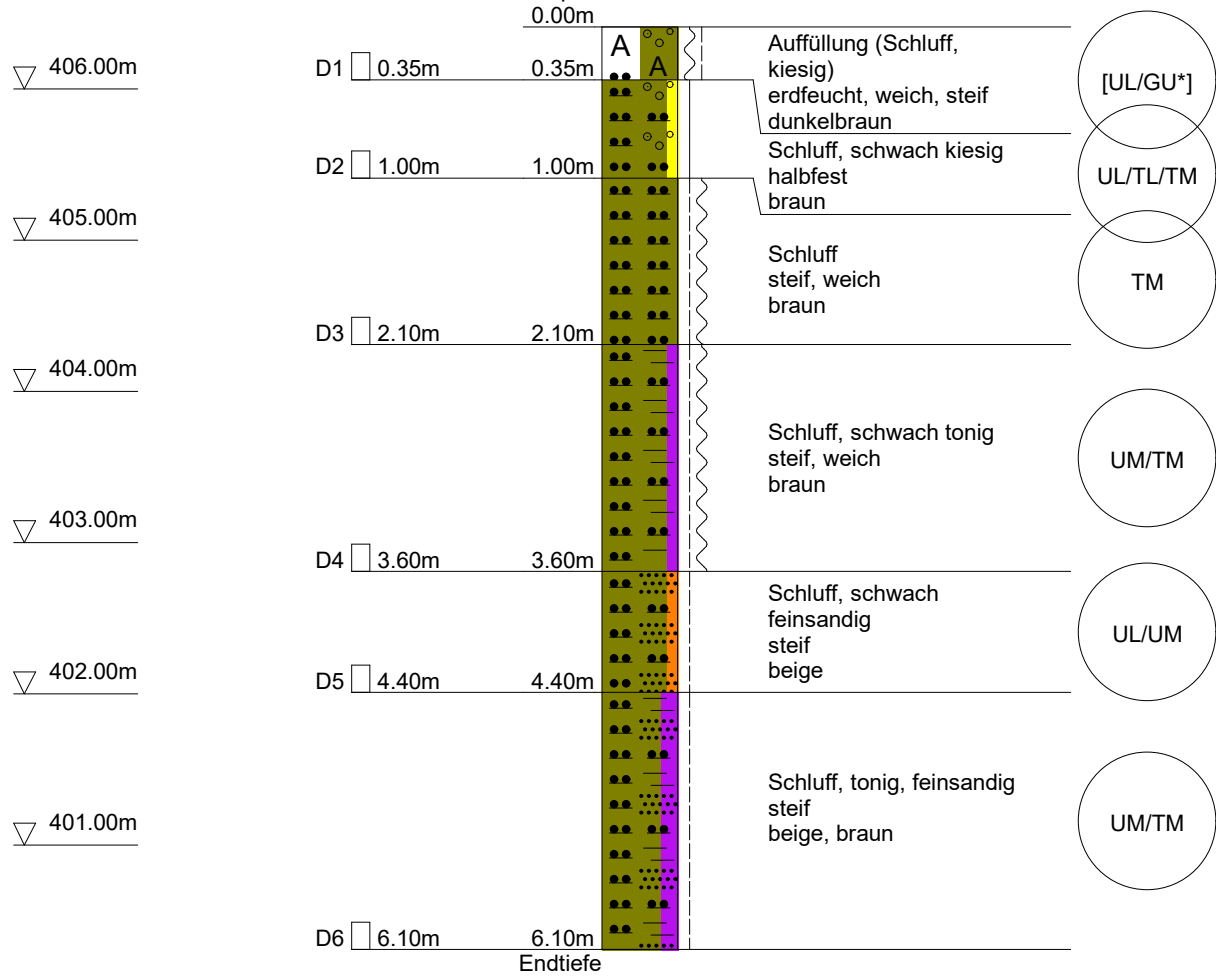 0.00m
A
A
Auffüllung (Schluff,
kiesig)
erdfeucht, weich, steif
dunkelbraun
[UL/GU*]
406.00m
D1 0.35m 0.35m
Schluff, schwach kiesig
halbfest
braun
UL/TL/TM
D2 1.00m 1.00m
405.00m
Schluff
steif, weich
braun
TM
D3 2.10m 2.10m
404.00m
Schluff, schwach tonig
steif, weich
braun
UM/TM
403.00m
D4 3.60m 3.60m
Schluff, schwach
feinsandig
steif
beige
UL/UM
402.00m
D5 4.40m 4.40m
Schluff, tonig, feinsandig
steif
beige, braun
UM/TM
401.00m
D6 6.10m 6.10m
Endtiefe